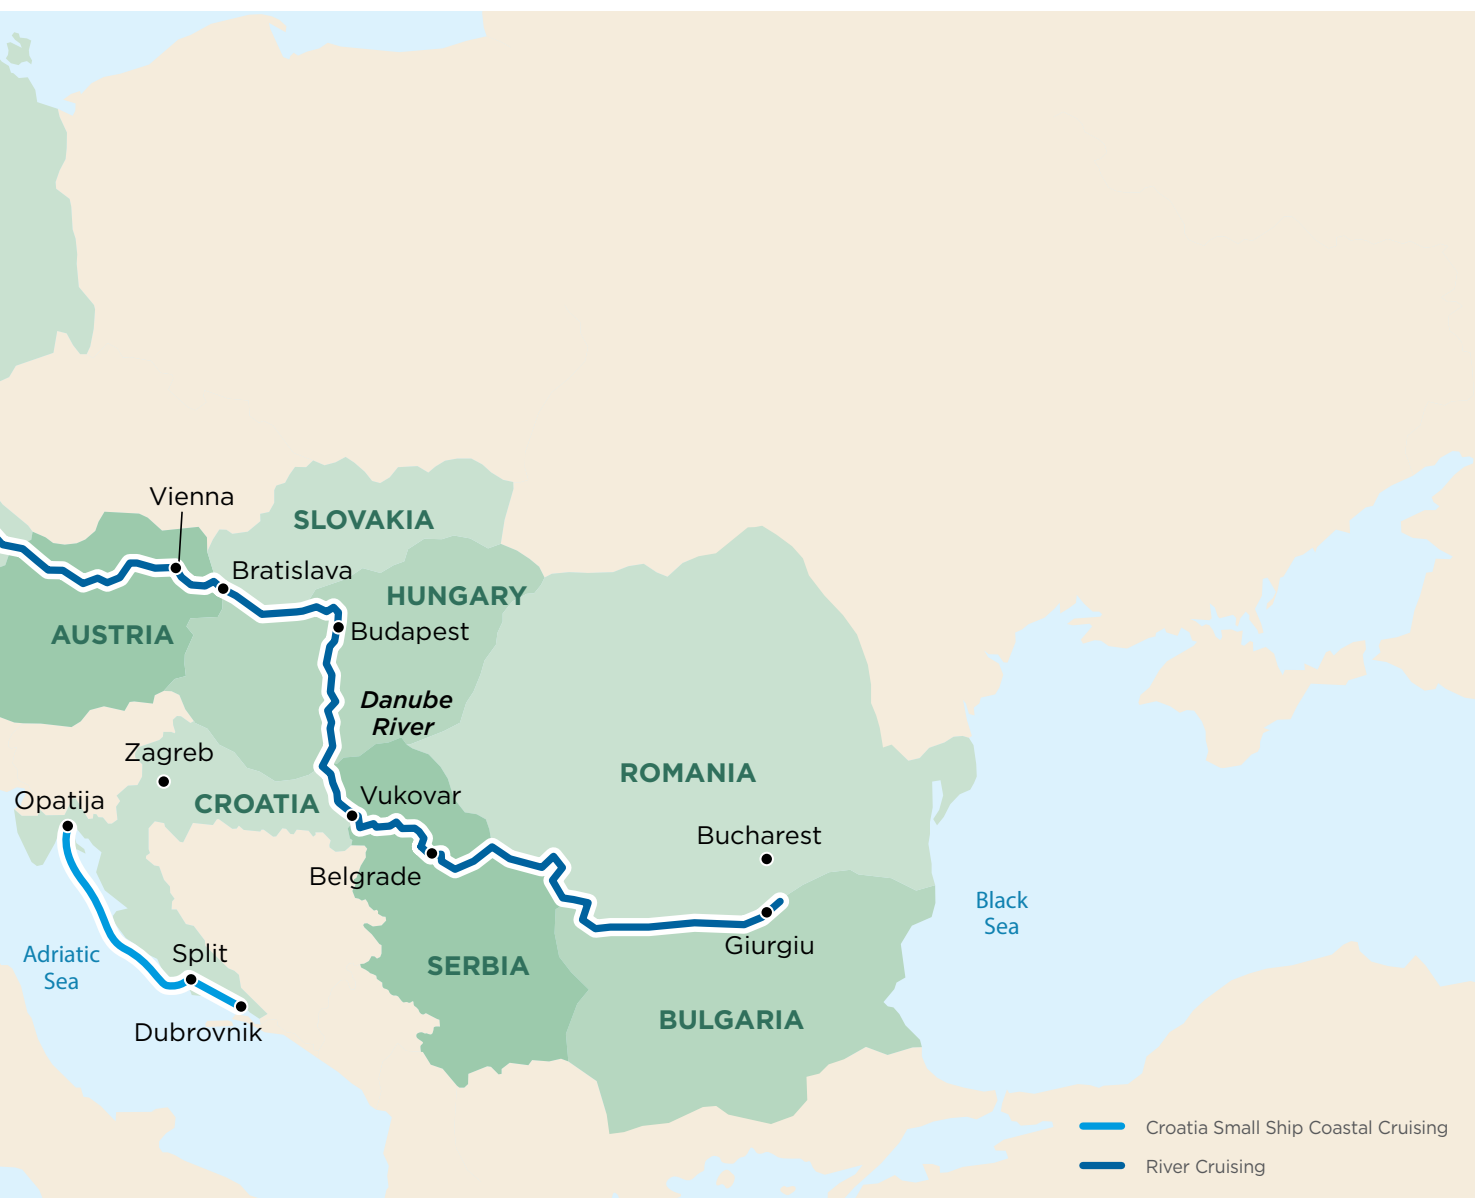 Vienna
SLOVAKIA
Bratislava
HUNGARY
AUSTRIA
Budapest
Danube
River
Zagreb
ROMANIA
Opatija
CROATIA
Vukovar
Bucharest
Belgrade
Black
Sea
Adriatic
Sea
Split
Giurgiu
SERBIA
BULGARIA
Dubrovnik
Croatia Small Ship Coastal Cruising
River Cruising